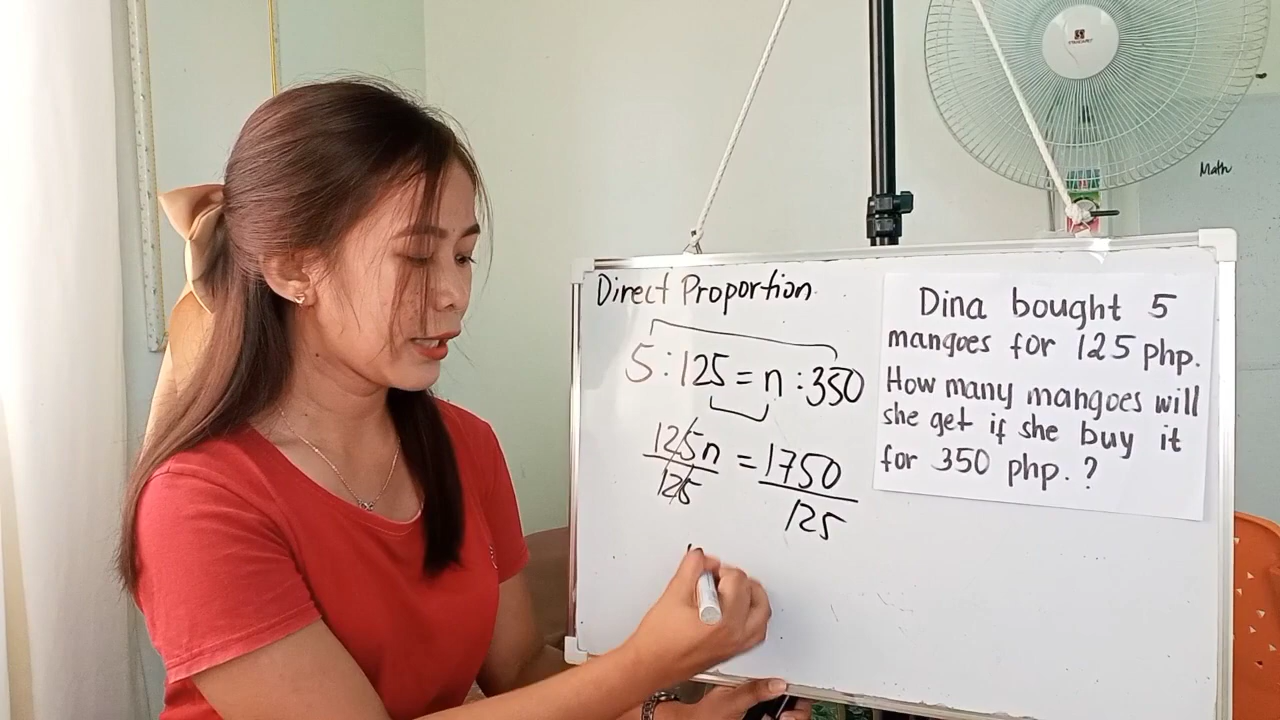 Math
Direct Proportion
5 : 125 = n : 350
125n = 1750
125 125
Dina bought 5
mangoes for 125 php.
How many mangoes will
she get if she buy it
for 350 php. ?